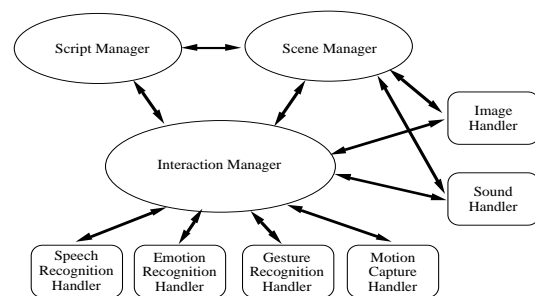 Script Manager
Scene Manager
Image
Handler
Interaction Manager
Sound
Handler
Speech
Recognition
Handler
Emotion
Recognition
Handler
Gesture
Recognition
Handler
Motion
Capture
Handler